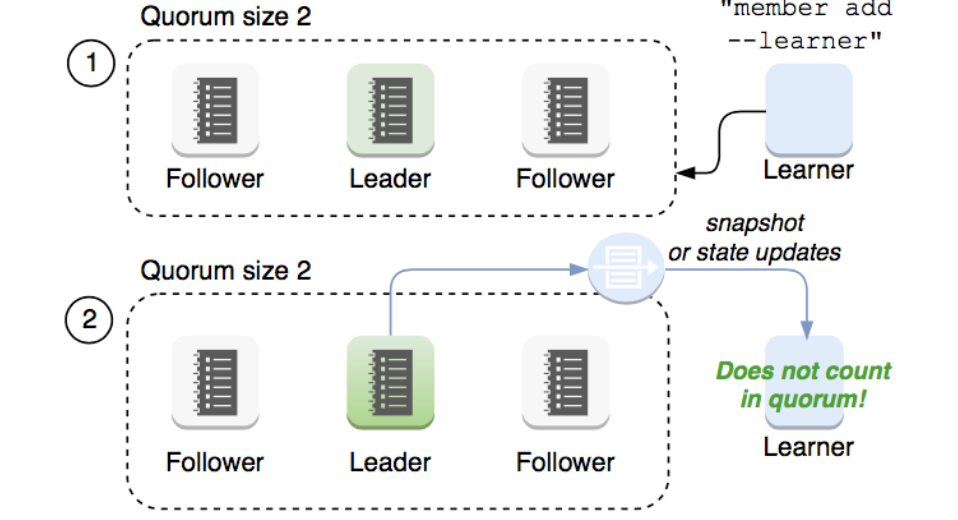 Quorum size 2
"member add
--learner"
1
Follower
Leader
Follower
Learner
snapshot
or state updates
Quorum size 2
2
Does not count
in quorum!
Follower
Leader
Follower
Learner